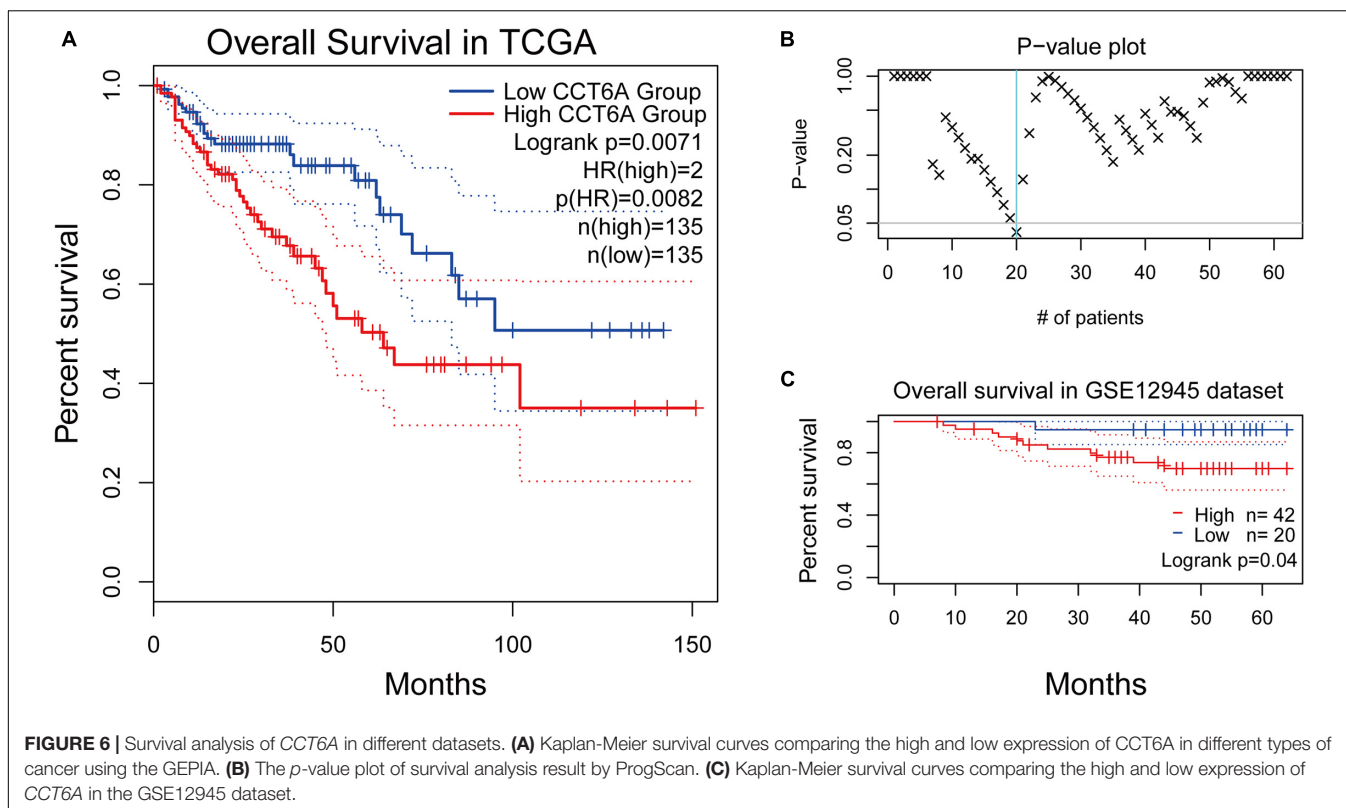 A
Overall Survival in TCGA
Low CCT6A Group
High CCT6A Group
Logrank p=0.0071
HR(high)=2
p(HR)=0.0082
n(high)=135
n(low)=135
Percent survival
1.0
0.8
0.6
0.4
0.2
0.0
0 50 100 150
Months
B
P−value plot
P−value
1.00
0.20
0.05
0 10 20 30 40 50 60
# of patients
C
Overall survival in GSE12945 dataset
Percent survival
0.8
0.4
0.0
High n= 42
Low n= 20
Logrank p=0.04
0 10 20 30 40 50 60
Months
FIGURE 6 | Survival analysis of CCT6A in different datasets. (A) Kaplan-Meier survival curves comparing the high and low expression of CCT6A in different types of
cancer using the GEPIA. (B) The p-value plot of survival analysis result by ProgScan. (C) Kaplan-Meier survival curves comparing the high and low expression of
CCT6A in the GSE12945 dataset.